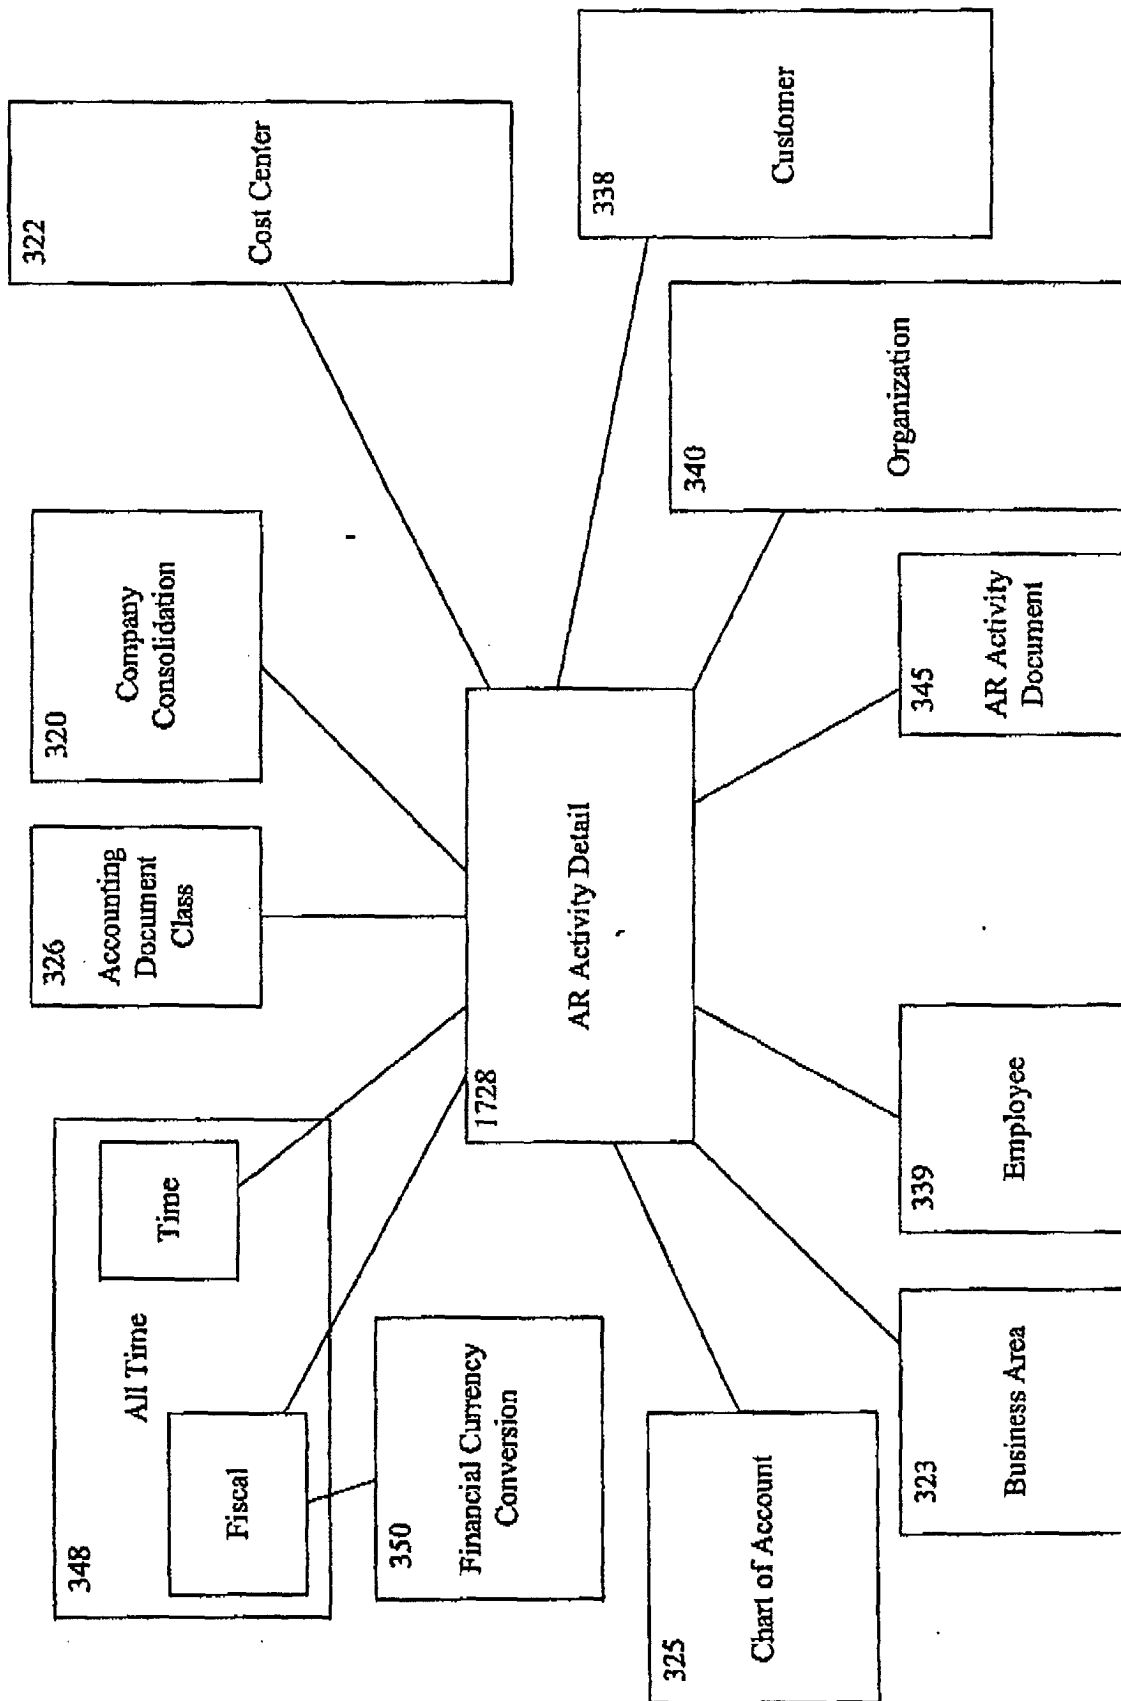 348
All Time
Fiscal
Time
326
Accounting
Document
Class
320
Company
Consolidation
322
Cost Center
350
Financial Currency
Conversion
1728
AR Activity Detail
338
Customer
325
Chart of Account
340
Organization
323
Business Area
339
Employee
345
AR Activity
Document